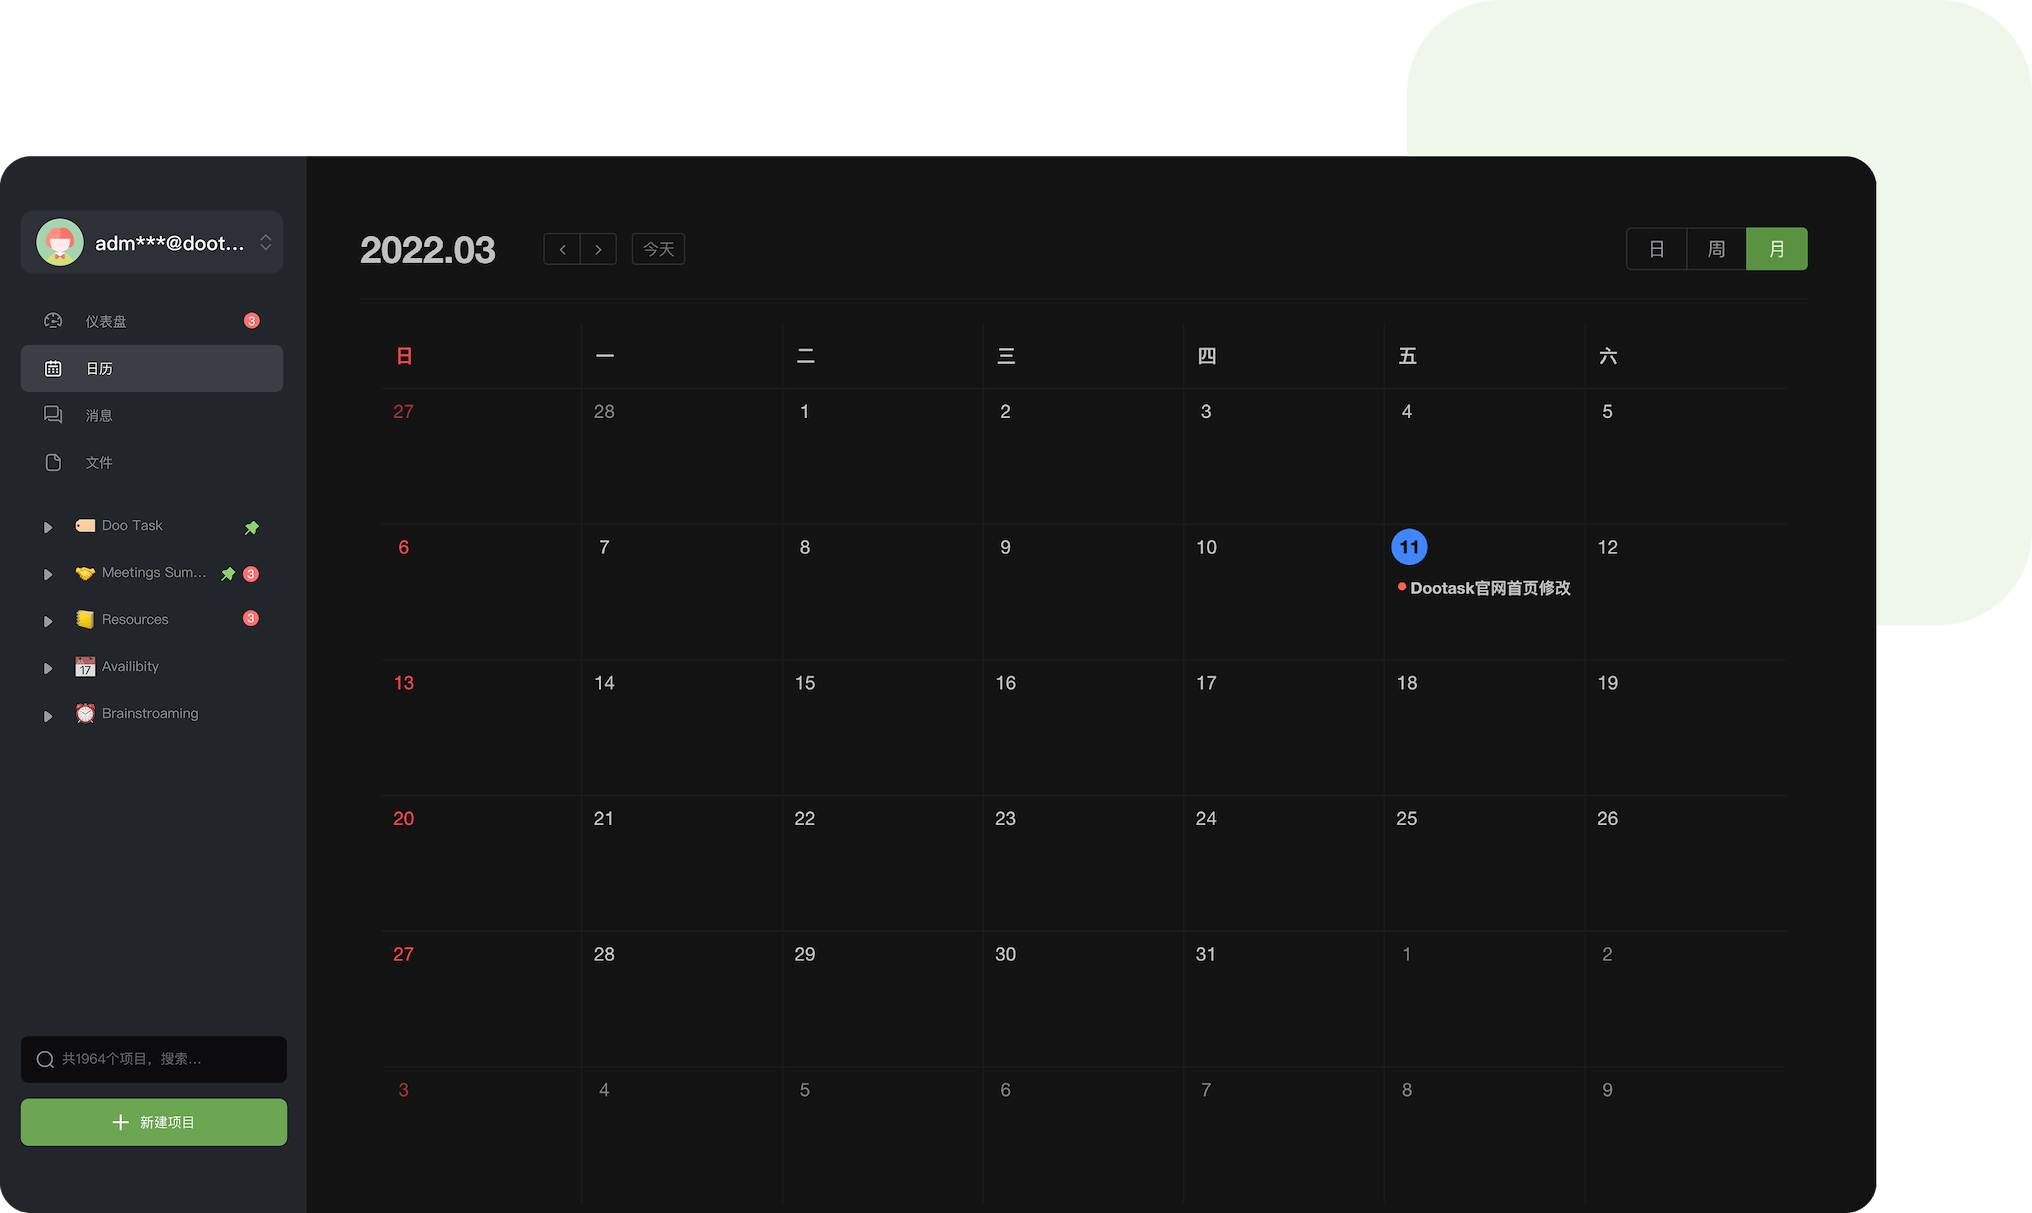 adm***@doot...
仪表盘 3
日历
消息
文件
Doo Task
Meetings Sum... 3
Resources 3
17 Availibity
Brainstroaming
共1964个项目，搜索...
新建项目
2022.03 < > 今天 日 周 月
日 一 二 三 四 五 六
27 28 1 2 3 4 5
6 7 8 9 10 11 12
Dootask官网首页修改
13 14 15 16 17 18 19
20 21 22 23 24 25 26
27 28 29 30 31 1 2
3 4 5 6 7 8 9